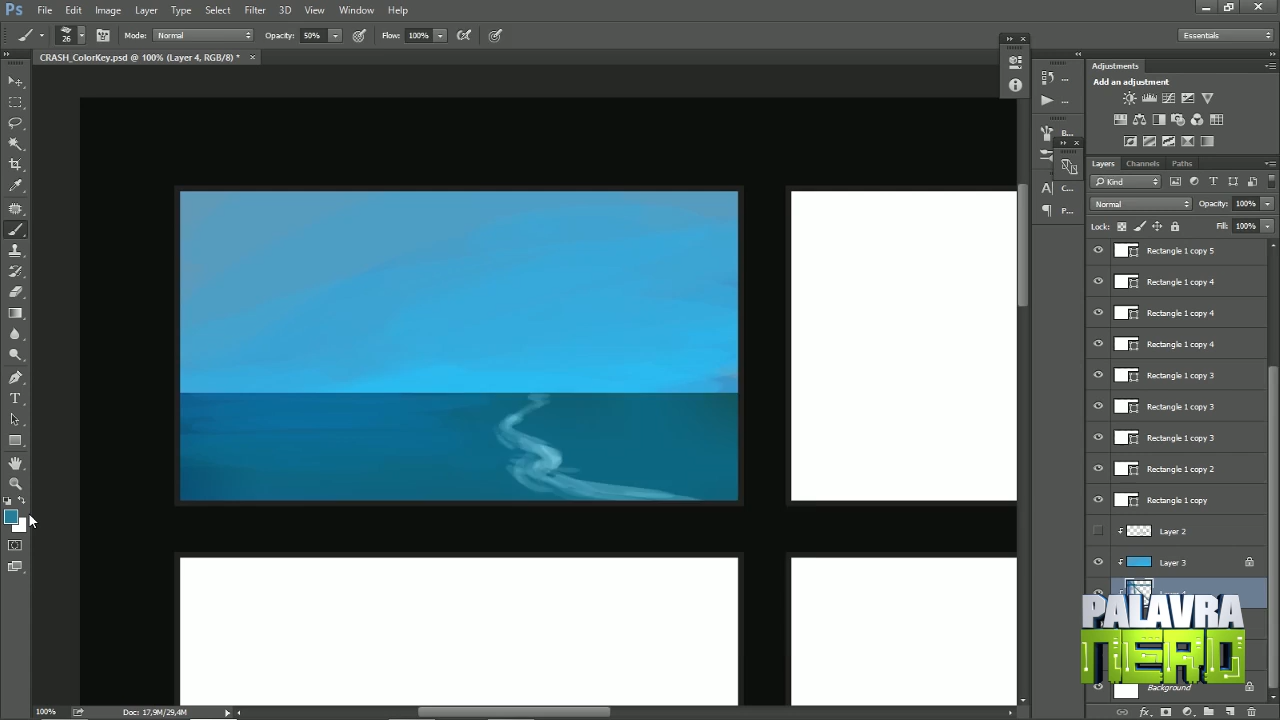 Ps File Edit Image Layer Type Select Filter 3D View Window Help
26 Mode: Normal Opacity: 50% Flow: 100% Essentials
CRASH_ColorKey.psd @ 100% (Layer 4, RGB/8) * ×
Adjustments
Add an adjustment
Layers Channels Paths
Kind
Normal Opacity: 100%
Lock: Fill: 100%
B...
C...
P...
Rectangle 1 copy 5
Rectangle 1 copy 4
Rectangle 1 copy 4
Rectangle 1 copy 4
Rectangle 1 copy 3
Rectangle 1 copy 3
Rectangle 1 copy 3
Rectangle 1 copy 2
Rectangle 1 copy
Layer 2
Layer 3
PALAVRA
NERD
Background
100% Doc: 17,9M/29,4M